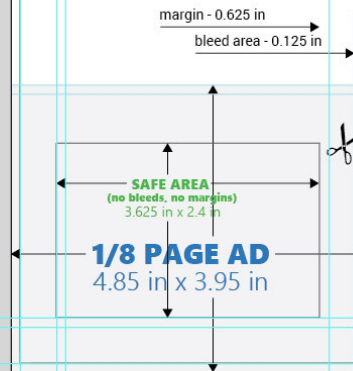 margin - 0.625 in
bleed area - 0.125 in
SAFE AREA
(no bleeds, no margins)
3.625 in x 2.4 in
1/8 PAGE AD
4.85 in x 3.95 in